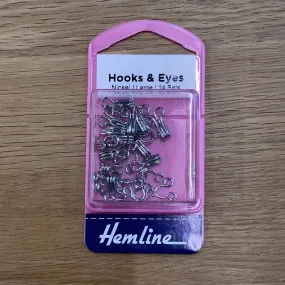 Hooks & Eyes
Nickel / Large / 14 Sets
Hemline